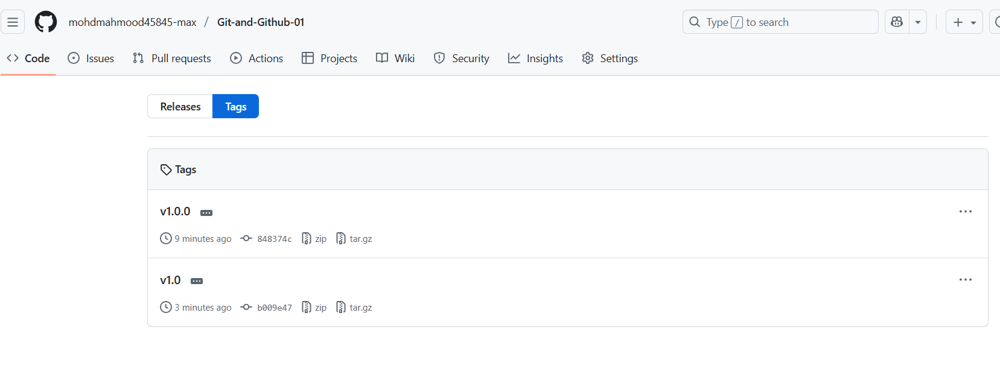 mohdmahmood45845-max / Git-and-Github-01
Type / to search
Code Issues Pull requests Actions Projects Wiki Security Insights Settings
Releases Tags
Tags
v1.0.0
9 minutes ago 848374c zip tar.gz
v1.0
3 minutes ago b009e47 zip tar.gz